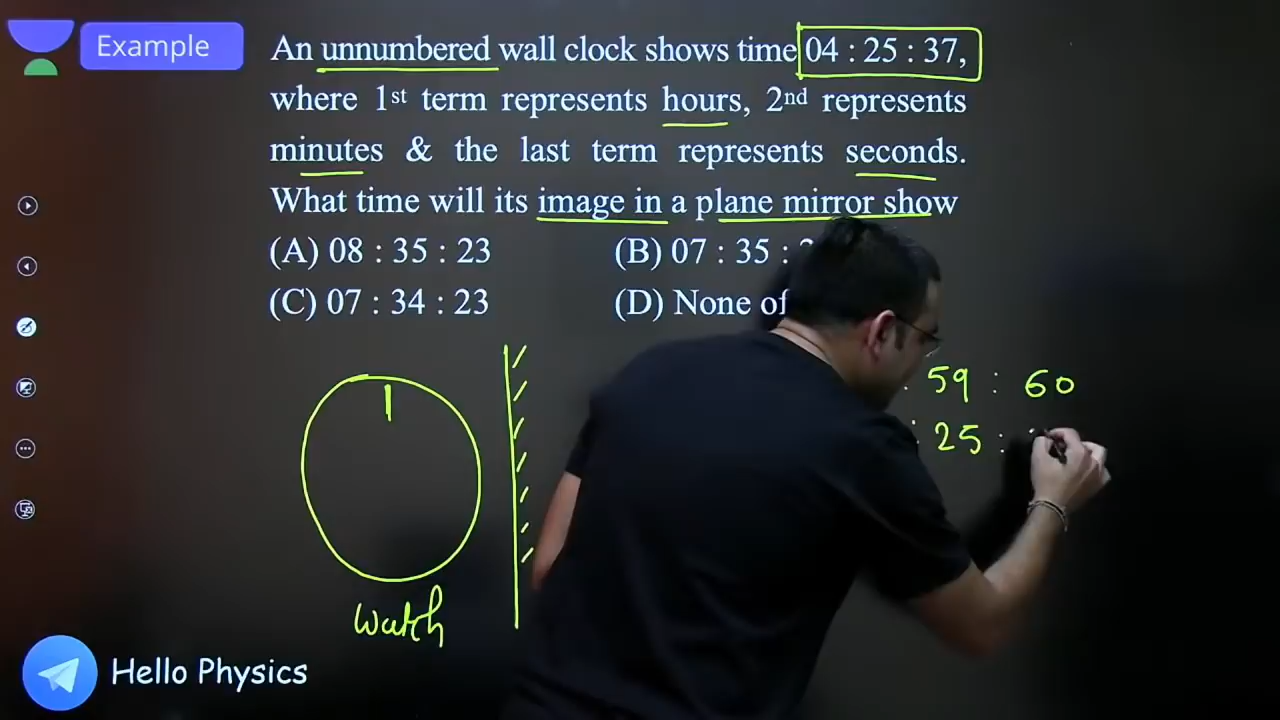 Example
An unnumbered wall clock shows time 04 : 25 : 37,
where 1st term represents hours, 2nd represents
minutes & the last term represents seconds.
What time will its image in a plane mirror show
(A) 08 : 35 : 23 (B) 07 : 35 :
(C) 07 : 34 : 23 (D) None of
: 59 : 60
: 25 :
watch
Hello Physics